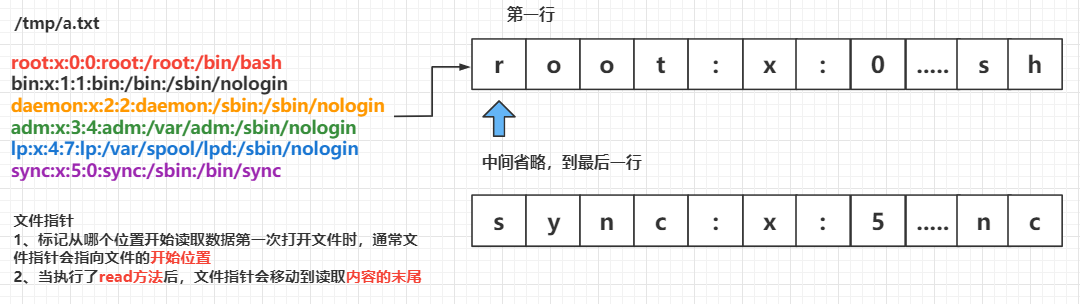 /tmp/a.txt
root:x:0:0:root:/root:/bin/bash
bin:x:1:1:bin:/bin:/sbin/nologin
daemon:x:2:2:daemon:/sbin:/sbin/nologin
adm:x:3:4:adm:/var/adm:/sbin/nologin
lp:x:4:7:lp:/var/spool/lpd:/sbin/nologin
sync:x:5:0:sync:/sbin:/bin/sync
文件指针
1、标记从哪个位置开始读取数据第一次打开文件时，通常文
件指针会指向文件的开始位置
2、当执行了read方法后，文件指针会移动到读取内容的末尾
第一行
r o o t : x : 0 ..... s h
中间省略，到最后一行
s y n c : x : 5 ..... n c